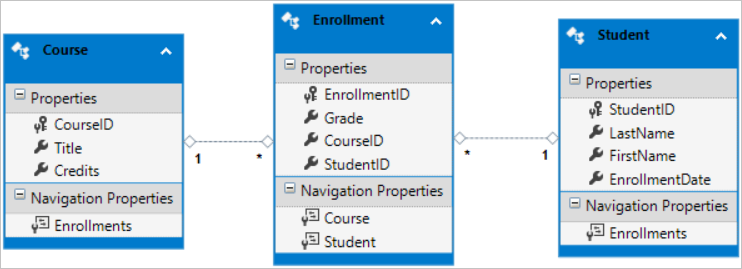 Course
Properties
CourseID
Title
Credits
Navigation Properties
Enrollments
1
*
Enrollment
Properties
EnrollmentID
Grade
CourseID
StudentID
Navigation Properties
Course
Student
*
1
Student
Properties
StudentID
LastName
FirstName
EnrollmentDate
Navigation Properties
Enrollments